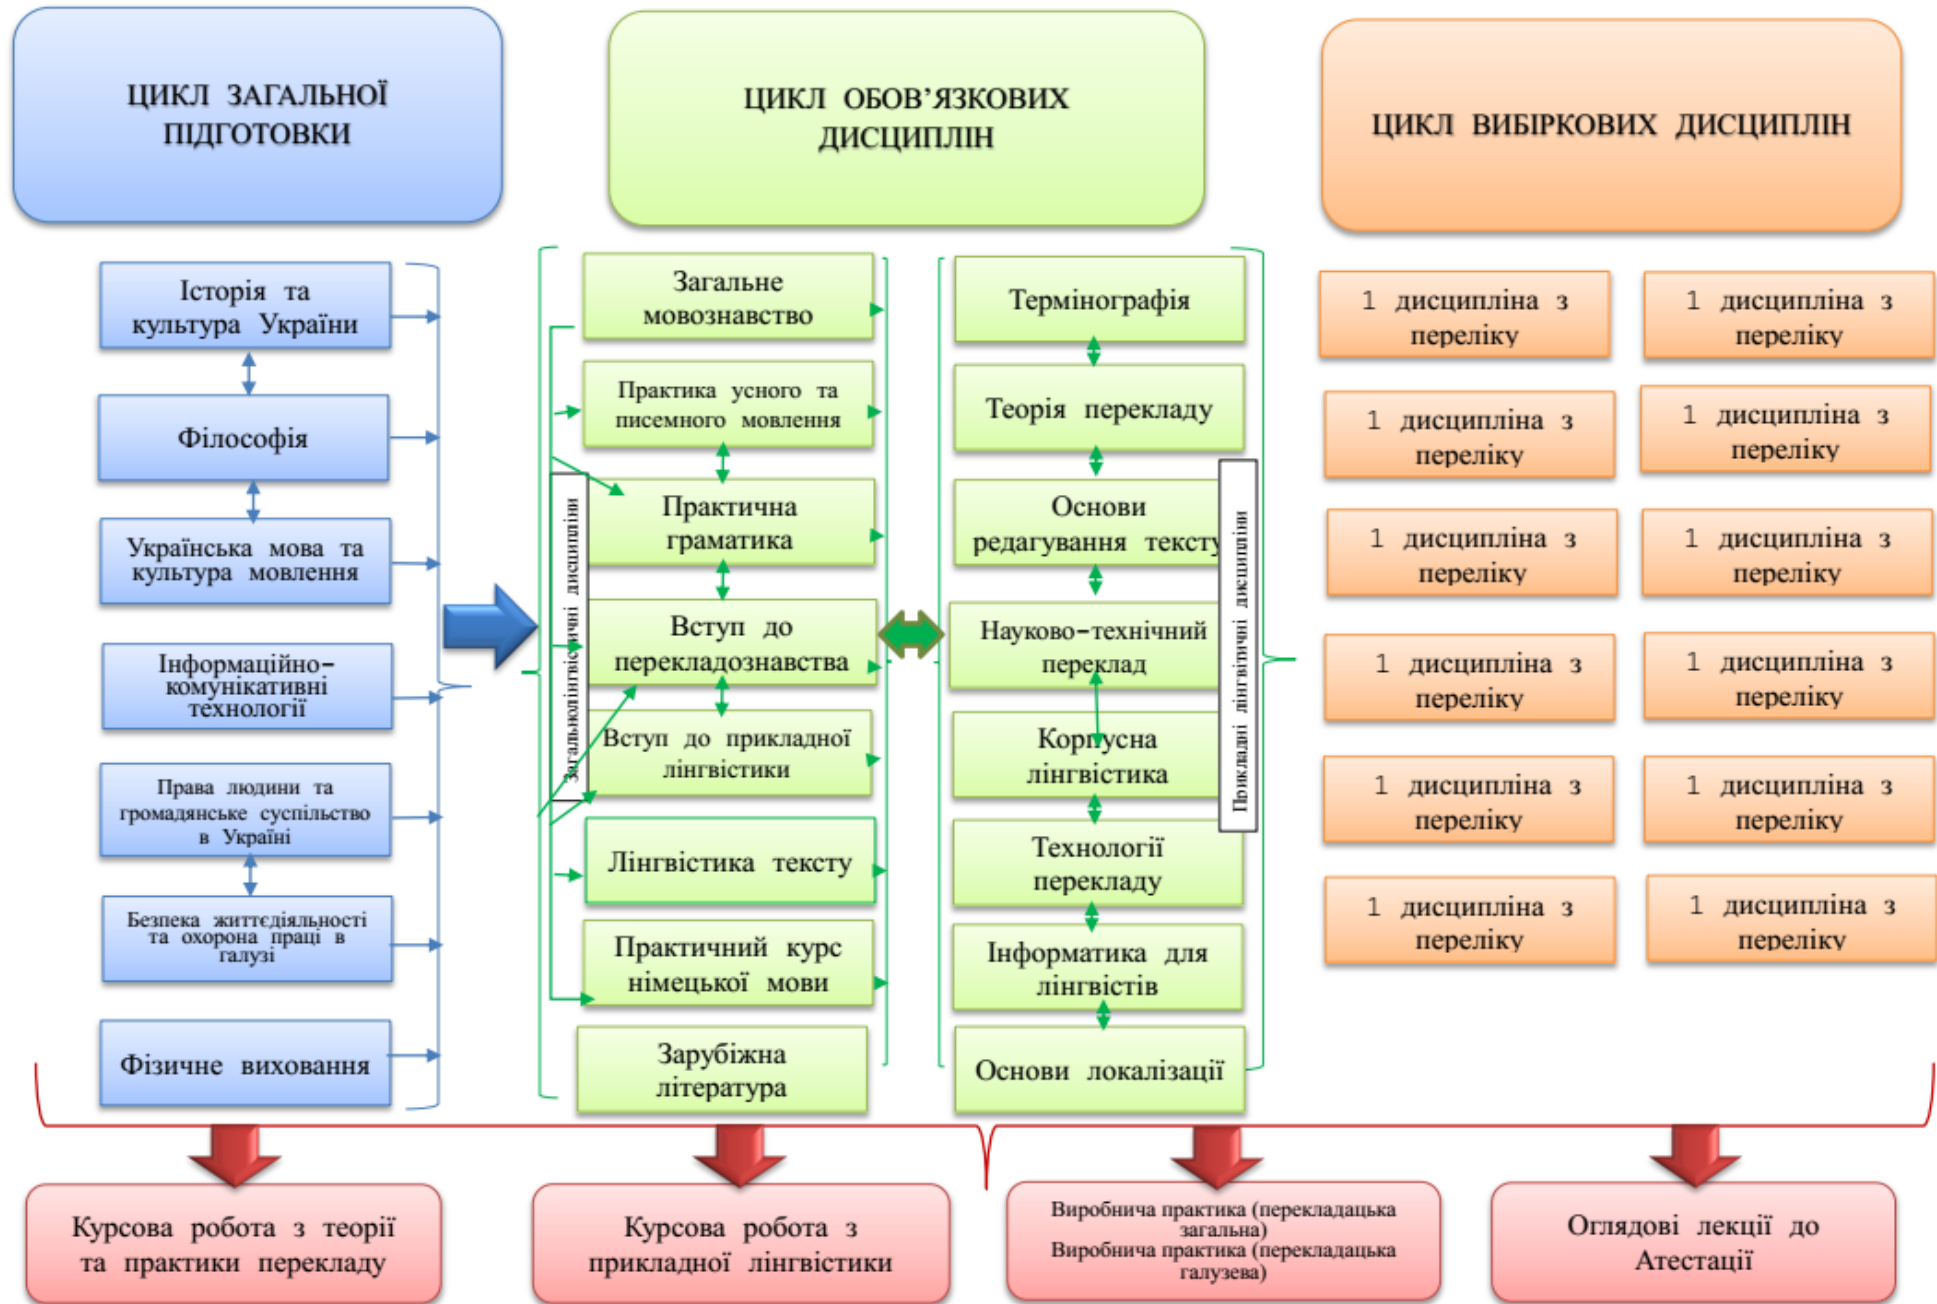 ЦИКЛ ЗАГАЛЬНОЇ
ПІДГОТОВКИ
ЦИКЛ ОБОВ’ЯЗКОВИХ
ДИСЦИПЛІН
ЦИКЛ ВИБІРКОВИХ ДИСЦИПЛІН
Історія та
культура України
Філософія
Українська мова та
культура мовлення
Інформаційно-
комунікативні
технології
Права людини та
громадянське суспільство
в Україні
Безпека життєдіяльності
та охорона праці в
галузі
Фізичне виховання
Загальнолінгвістичні дисципліни
Загальне
мовознавство
Практика усного та
писемного мовлення
Практична
граматика
Вступ до
перекладознавства
Вступ до прикладної
лінгвістики
Лінгвістика тексту
Практичний курс
німецької мови
Зарубіжна
література
Термінографія
Теорія перекладу
Основи
редагування тексту
Науково-технічний
переклад
Корпусна
лінгвістика
Технології
перекладу
Інформатика для
лінгвістів
Основи локалізації
Прикладні лінгвітичні дисципліни
1 дисципліна з
переліку
1 дисципліна з
переліку
1 дисципліна з
переліку
1 дисципліна з
переліку
1 дисципліна з
переліку
1 дисципліна з
переліку
1 дисципліна з
переліку
1 дисципліна з
переліку
1 дисципліна з
переліку
1 дисципліна з
переліку
1 дисципліна з
переліку
1 дисципліна з
переліку
Курсова робота з теорії
та практики перекладу
Курсова робота з
прикладної лінгвістики
Виробнича практика (перекладацька
загальна)
Виробнича практика (перекладацька
галузева)
Оглядові лекції до
Атестації